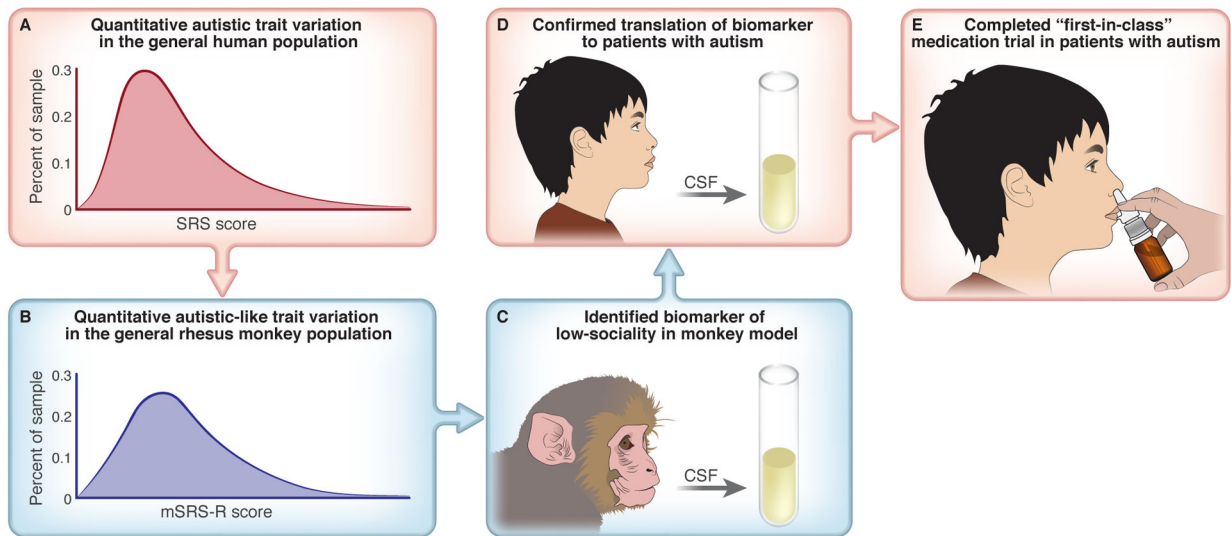 A
Quantitative autistic trait variation
in the general human population
Percent of sample
0.3
0.2
0.1
0
SRS score
B
Quantitative autistic-like trait variation
in the general rhesus monkey population
Percent of sample
0.3
0.2
0.1
0
mSRS-R score
C
Identified biomarker of
low-sociality in monkey model
CSF
D
Confirmed translation of biomarker
to patients with autism
CSF
E
Completed “first-in-class”
medication trial in patients with autism